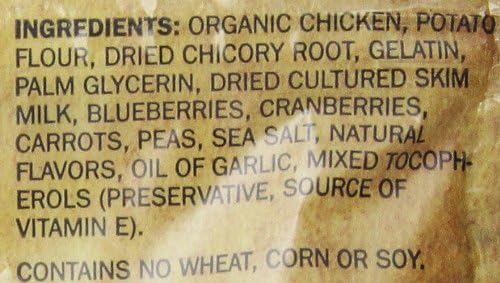 INGREDIENTS: ORGANIC CHICKEN, POTATO
FLOUR, DRIED CHICORY ROOT, GELATIN,
PALM GLYCERIN, DRIED CULTURED SKIM
MILK, BLUEBERRIES, CRANBERRIES,
CARROTS, PEAS, SEA SALT, NATURAL
FLAVORS, OIL OF GARLIC, MIXED TOCOPH-
EROLS (PRESERVATIVE, SOURCE OF
VITAMIN E).
CONTAINS NO WHEAT, CORN OR SOY.